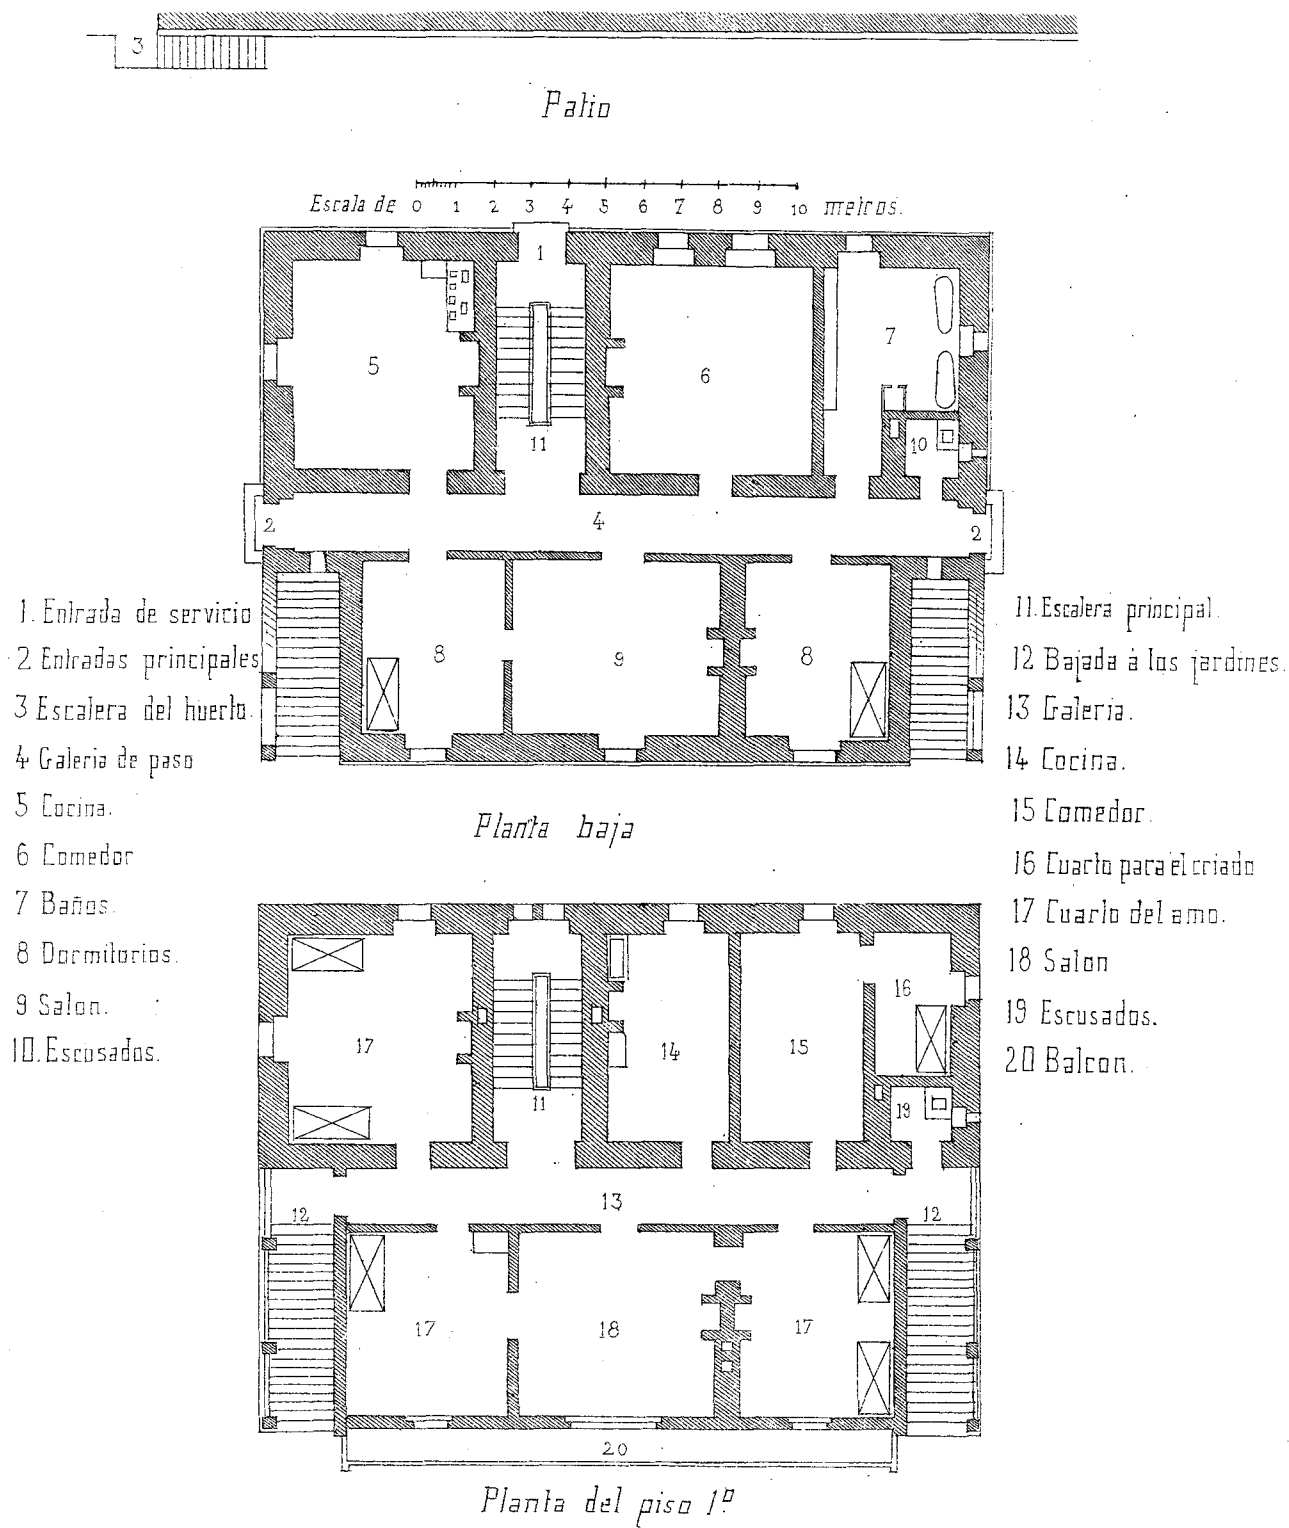 3
Patio
Escala de 0 1 2 3 4 5 6 7 8 9 10 metros.
1
5
6
7
11
10
2
4
2
8
9
8
1. Entrada de servicio
2 Entradas principales
3 Escalera del huerto.
4 Galeria de paso
5 Cocina.
6 Comedor
7 Baños.
8 Dormitorios.
9 Salon.
10. Escusados.
11. Escalera principal.
12 Bajada á los jardines.
13 Galeria.
14 Cocina.
15 Comedor.
16 Cuarto para el criado
17 Cuarto del amo.
18 Salon
19 Escusados.
20 Balcon.
Planta baja
17
11
14
15
16
19
12
13
12
17
18
17
20
Planta del piso 1º